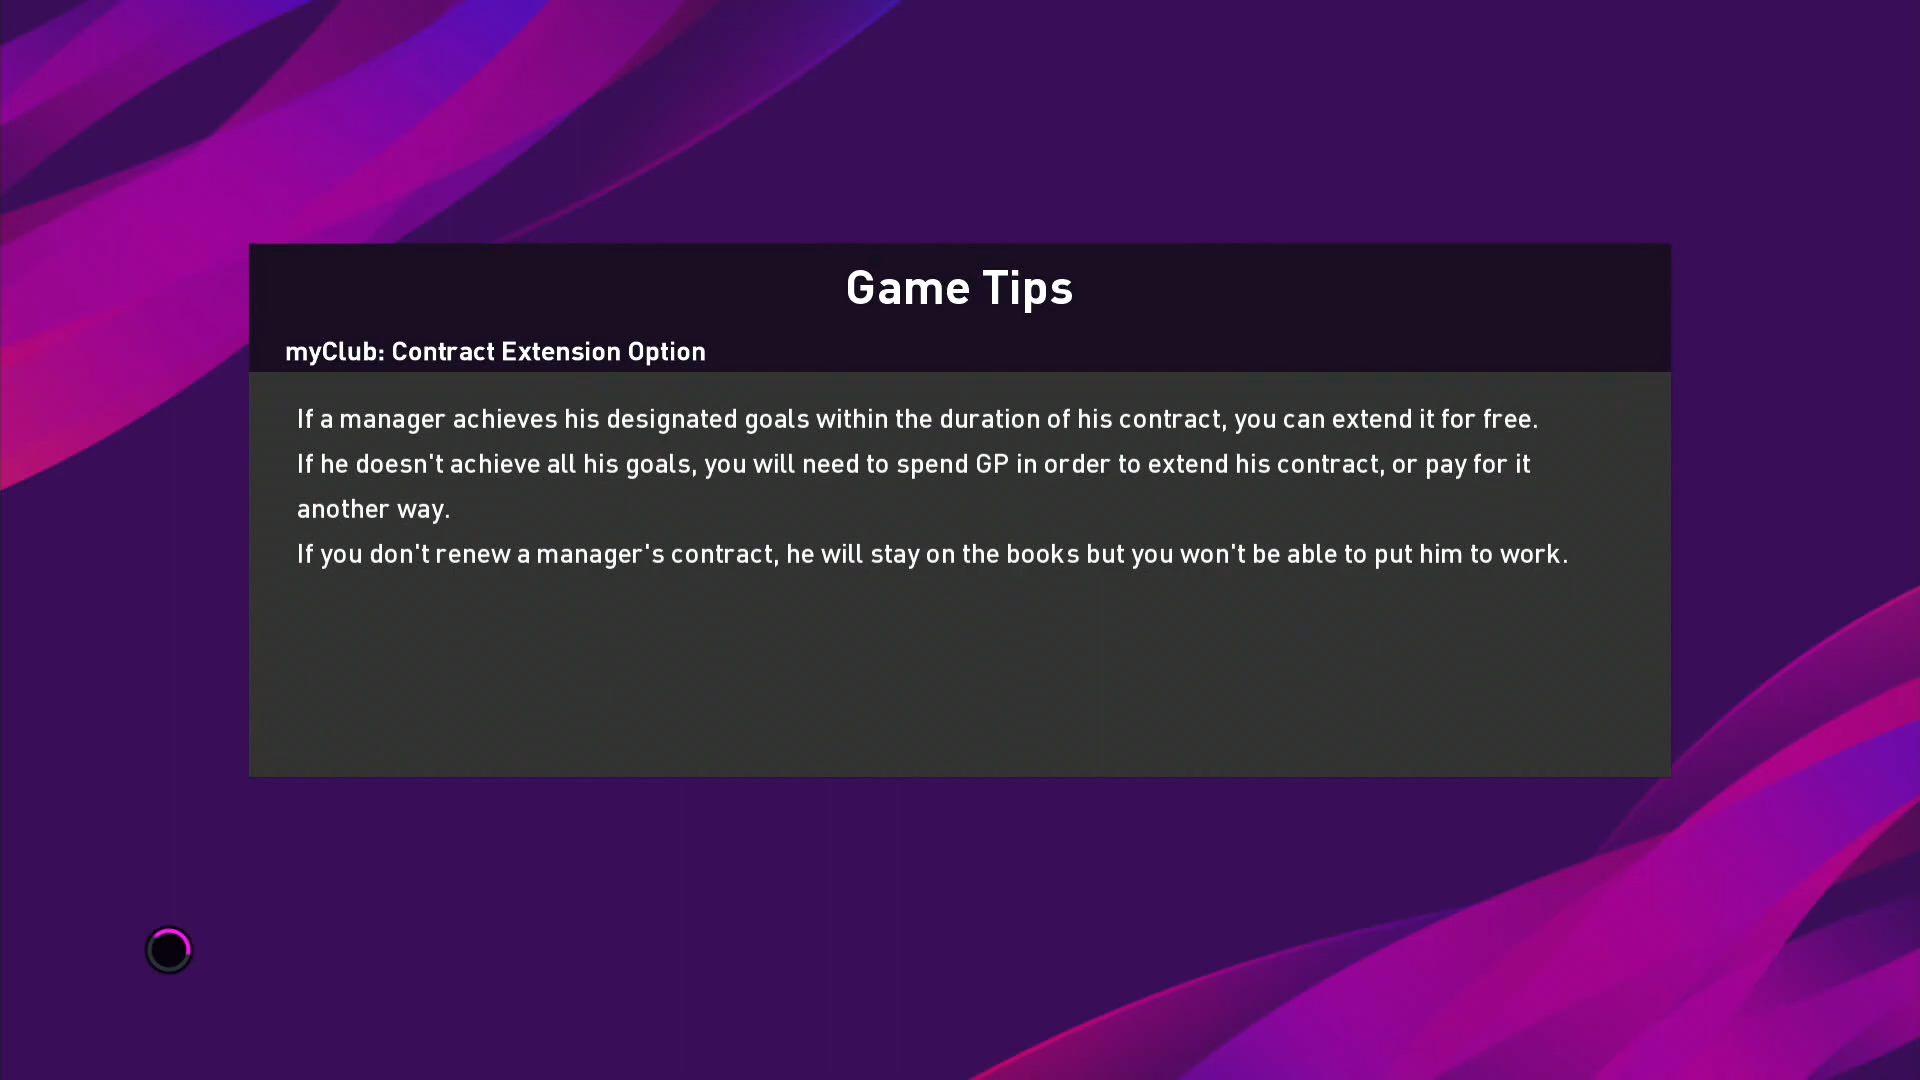 Game Tips
myClub: Contract Extension Option
If a manager achieves his designated goals within the duration of his contract, you can extend it for free.
If he doesn't achieve all his goals, you will need to spend GP in order to extend his contract, or pay for it
another way.
If you don't renew a manager's contract, he will stay on the books but you won't be able to put him to work.